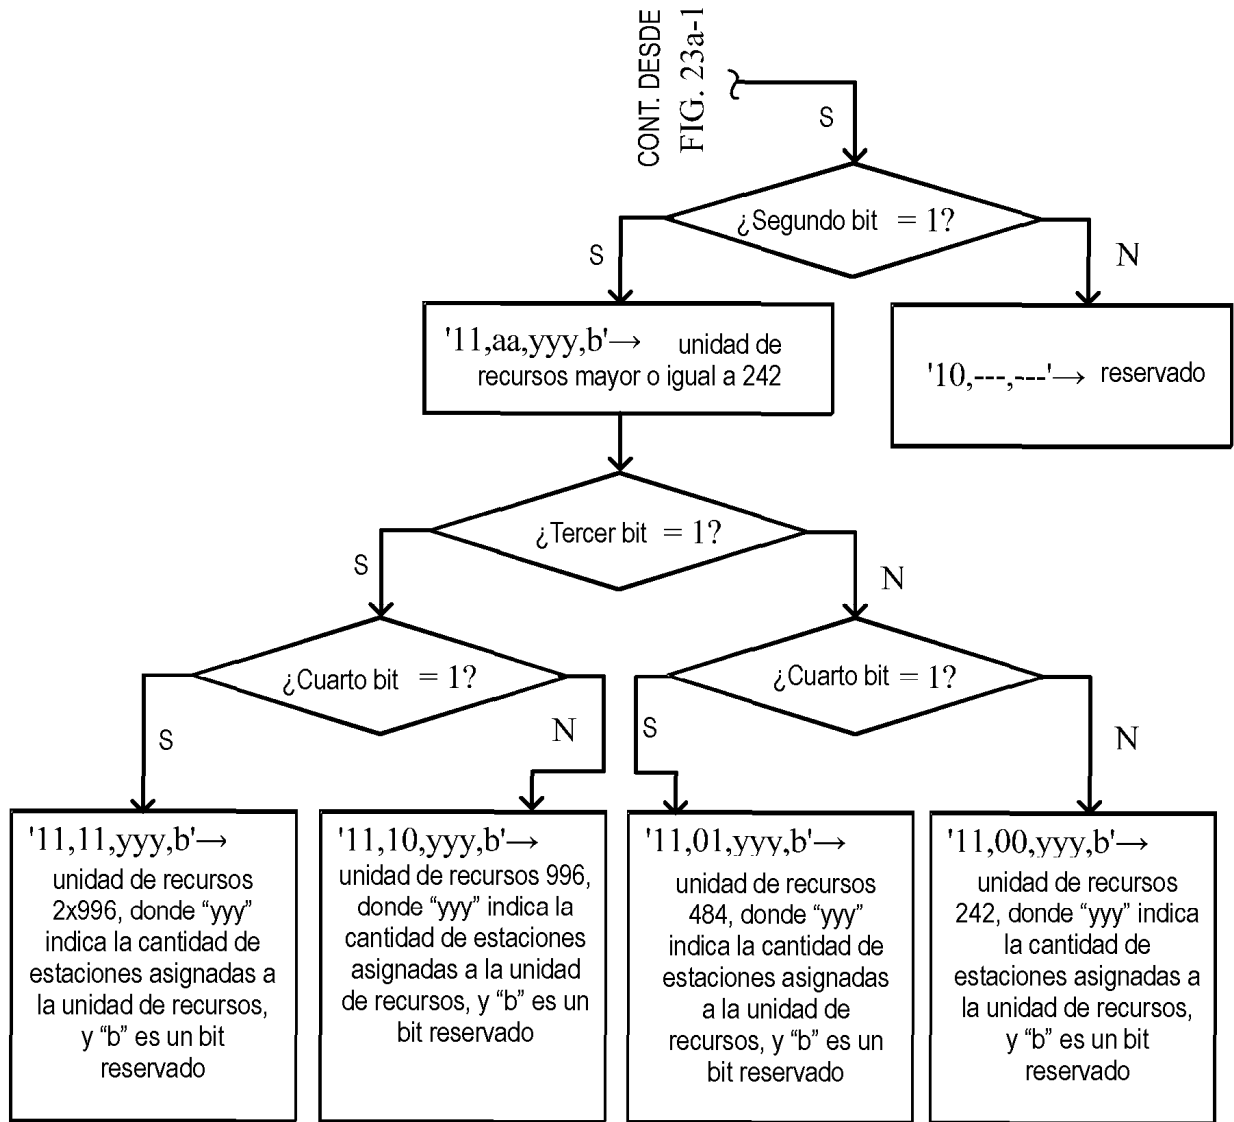 CONT. DESDE
FIG. 23a-1
S
¿Segundo bit = 1?
S
N
'11,aa,yyy,b'→ unidad de
recursos mayor o igual a 242
'10,---,---'→ reservado
¿Tercer bit = 1?
S
N
¿Cuarto bit = 1?
¿Cuarto bit = 1?
S
N
S
N
'11,11,yyy,b'→
unidad de recursos
2x996, donde “yyy”
indica la cantidad de
estaciones asignadas a
la unidad de recursos,
y “b” es un bit
reservado
'11,10,yyy,b'→
unidad de recursos 996,
donde “yyy” indica la
cantidad de estaciones
asignadas a la unidad
de recursos, y “b” es un
bit reservado
'11,01,yyy,b'→
unidad de recursos
484, donde “yyy”
indica la cantidad de
estaciones asignadas
a la unidad de
recursos, y “b” es un
bit reservado
'11,00,yyy,b'→
unidad de recursos
242, donde “yyy” indica
la cantidad de
estaciones asignadas a
la unidad de recursos,
y “b” es un bit
reservado